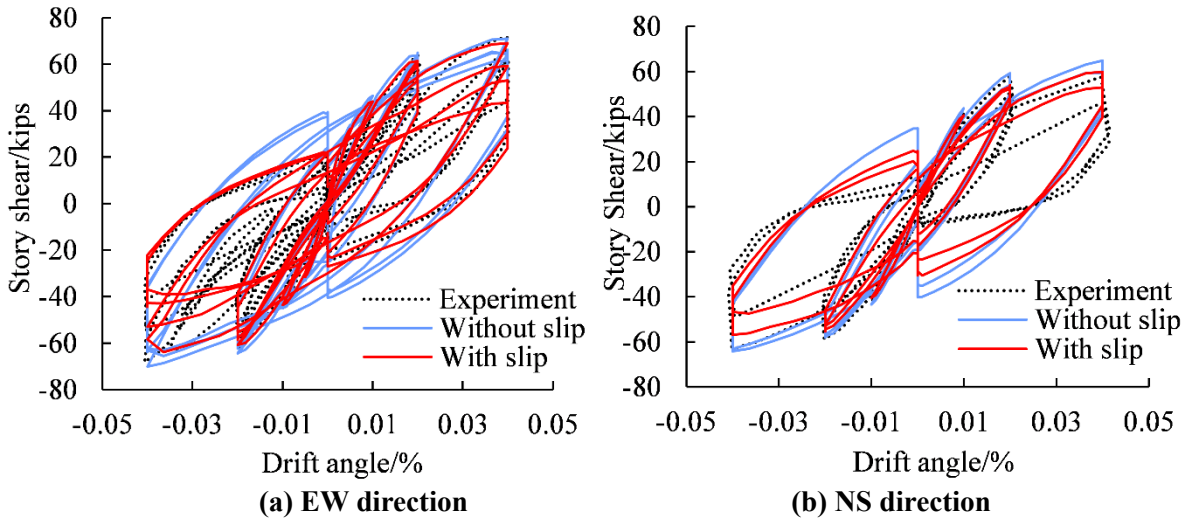 80
60
40
20
0
-20
-40
-60
-80
Story shear/kips
-0.05 -0.03 -0.01 0.01 0.03 0.05
Drift angle/%
Experiment
Without slip
With slip
(a) EW direction
80
60
40
20
0
-20
-40
-60
-80
Story Shear/kips
-0.05 -0.03 -0.01 0.01 0.03 0.05
Drift angle/%
Experiment
Without slip
With slip
(b) NS direction